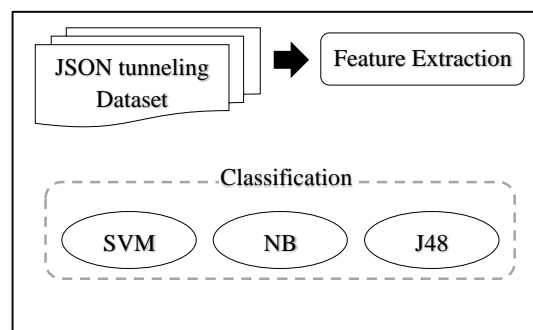 JSON tunneling
Dataset
Feature Extraction
Classification
SVM
NB
J48